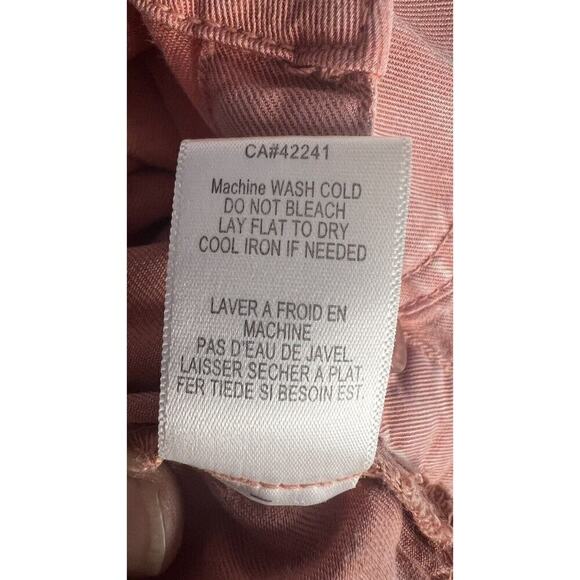 CA#42241
Machine WASH COLD
DO NOT BLEACH
LAY FLAT TO DRY
COOL IRON IF NEEDED
LAVER A FROID EN
MACHINE
PAS D'EAU DE JAVEL.
LAISSER SECHER A PLAT
FER TIEDE SI BESOIN EST.